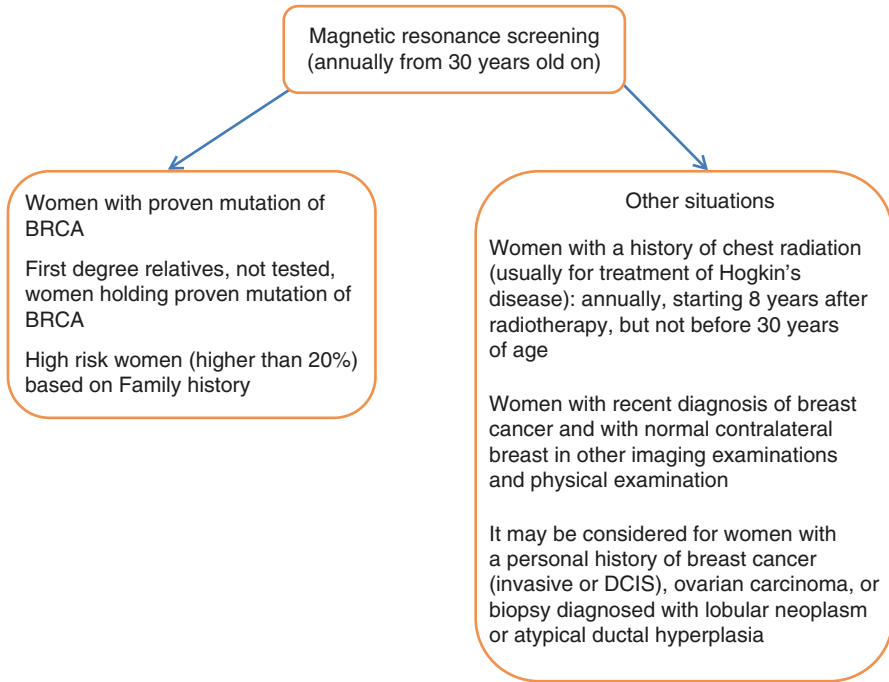 Magnetic resonance screening
(annually from 30 years old on)
Women with proven mutation of
BRCA
First degree relatives, not tested,
women holding proven mutation of
BRCA
High risk women (higher than 20%)
based on Family history
Other situations
Women with a history of chest radiation
(usually for treatment of Hogkin's
disease): annually, starting 8 years after
radiotherapy, but not before 30 years
of age
Women with recent diagnosis of breast
cancer and with normal contralateral
breast in other imaging examinations
and physical examination
It may be considered for women with
a personal history of breast cancer
(invasive or DCIS), ovarian carcinoma, or
biopsy diagnosed with lobular neoplasm
or atypical ductal hyperplasia